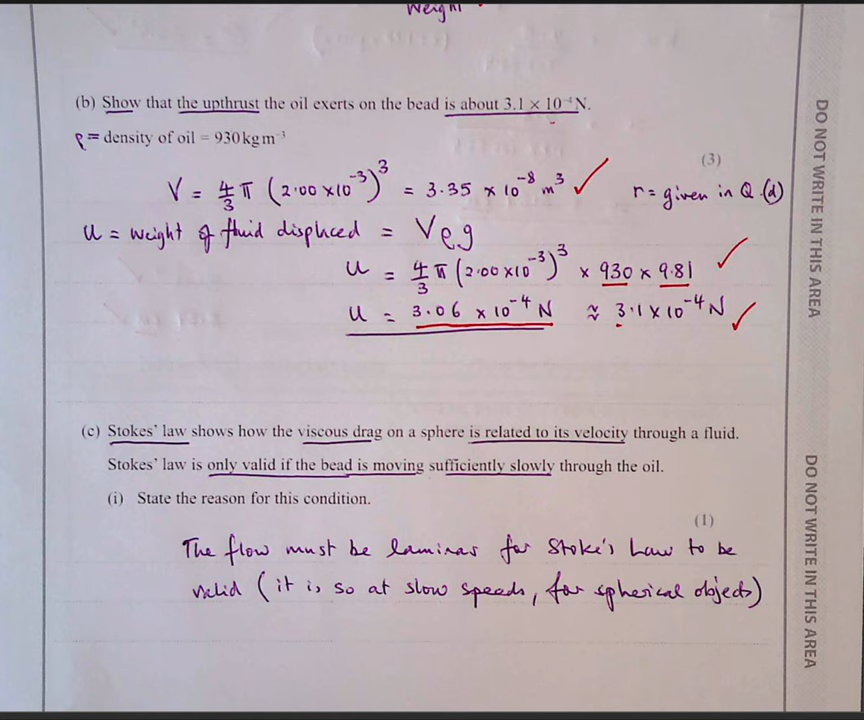 Weight
(b) Show that the upthrust the oil exerts on the bead is about 3.1 × 10⁻⁴ N.
ρ = density of oil = 930 kg m⁻³
(3)
V = 4/3 π (2.00 × 10⁻³)³ = 3.35 × 10⁻⁸ m³ ✓ r = given in Q.(d)
U = weight of fluid displaced = Vρg
U = 4/3 π (2.00 × 10⁻³)³ × 930 × 9.81 ✓
U = 3.06 × 10⁻⁴ N ≈ 3.1 × 10⁻⁴ N ✓
(c) Stokes' law shows how the viscous drag on a sphere is related to its velocity through a fluid.
Stokes' law is only valid if the bead is moving sufficiently slowly through the oil.
(i) State the reason for this condition.
(1)
The flow must be laminar for Stoke's Law to be
valid (it is so at slow speeds, for spherical objects)
DO NOT WRITE IN THIS AREA
DO NOT WRITE IN THIS AREA